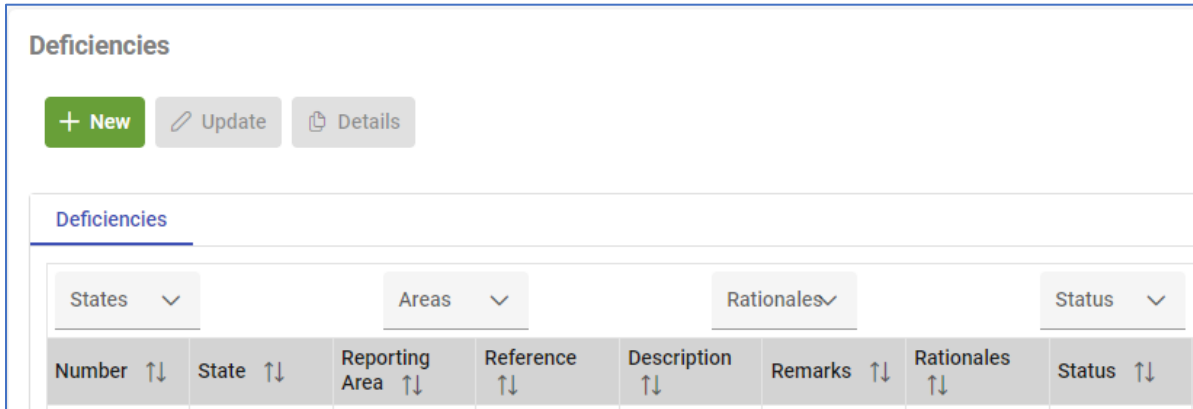 Deficiencies
New Update Details
Deficiencies
States Areas Rationales Status
Number State Reporting Area Reference Description Remarks Rationales Status